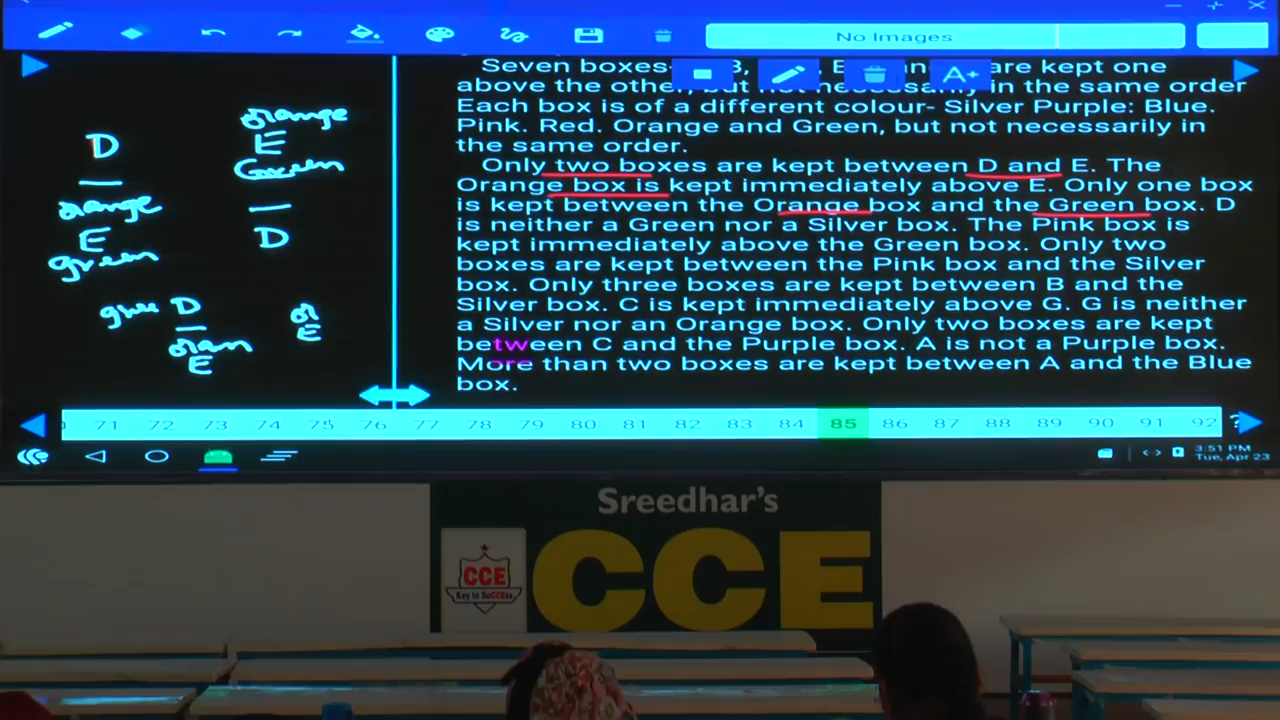 No Images
Seven boxes- B, E are kept one
A+
above the other, but not necessarily in the same order
Each box is of a different colour- Silver Purple: Blue.
Pink. Red. Orange and Green, but not necessarily in
the same order.
Only two boxes are kept between D and E. The
Orange box is kept immediately above E. Only one box
is kept between the Orange box and the Green box. D
is neither a Green nor a Silver box. The Pink box is
kept immediately above the Green box. Only two
boxes are kept between the Pink box and the Silver
box. Only three boxes are kept between B and the
Silver box. C is kept immediately above G. G is neither
a Silver nor an Orange box. Only two boxes are kept
between C and the Purple box. A is not a Purple box.
More than two boxes are kept between A and the Blue
box.
D
orange
E
green
orange
E
Green
D
D
E
or
E
71 72 73 74 75 76 77 78 79 80 81 82 83 84 85 86 87 88 89 90 91 92 ?
3:51 PM
Tue, Apr 23
Sreedhar's
CCE
CCE
Key to SuCCEss